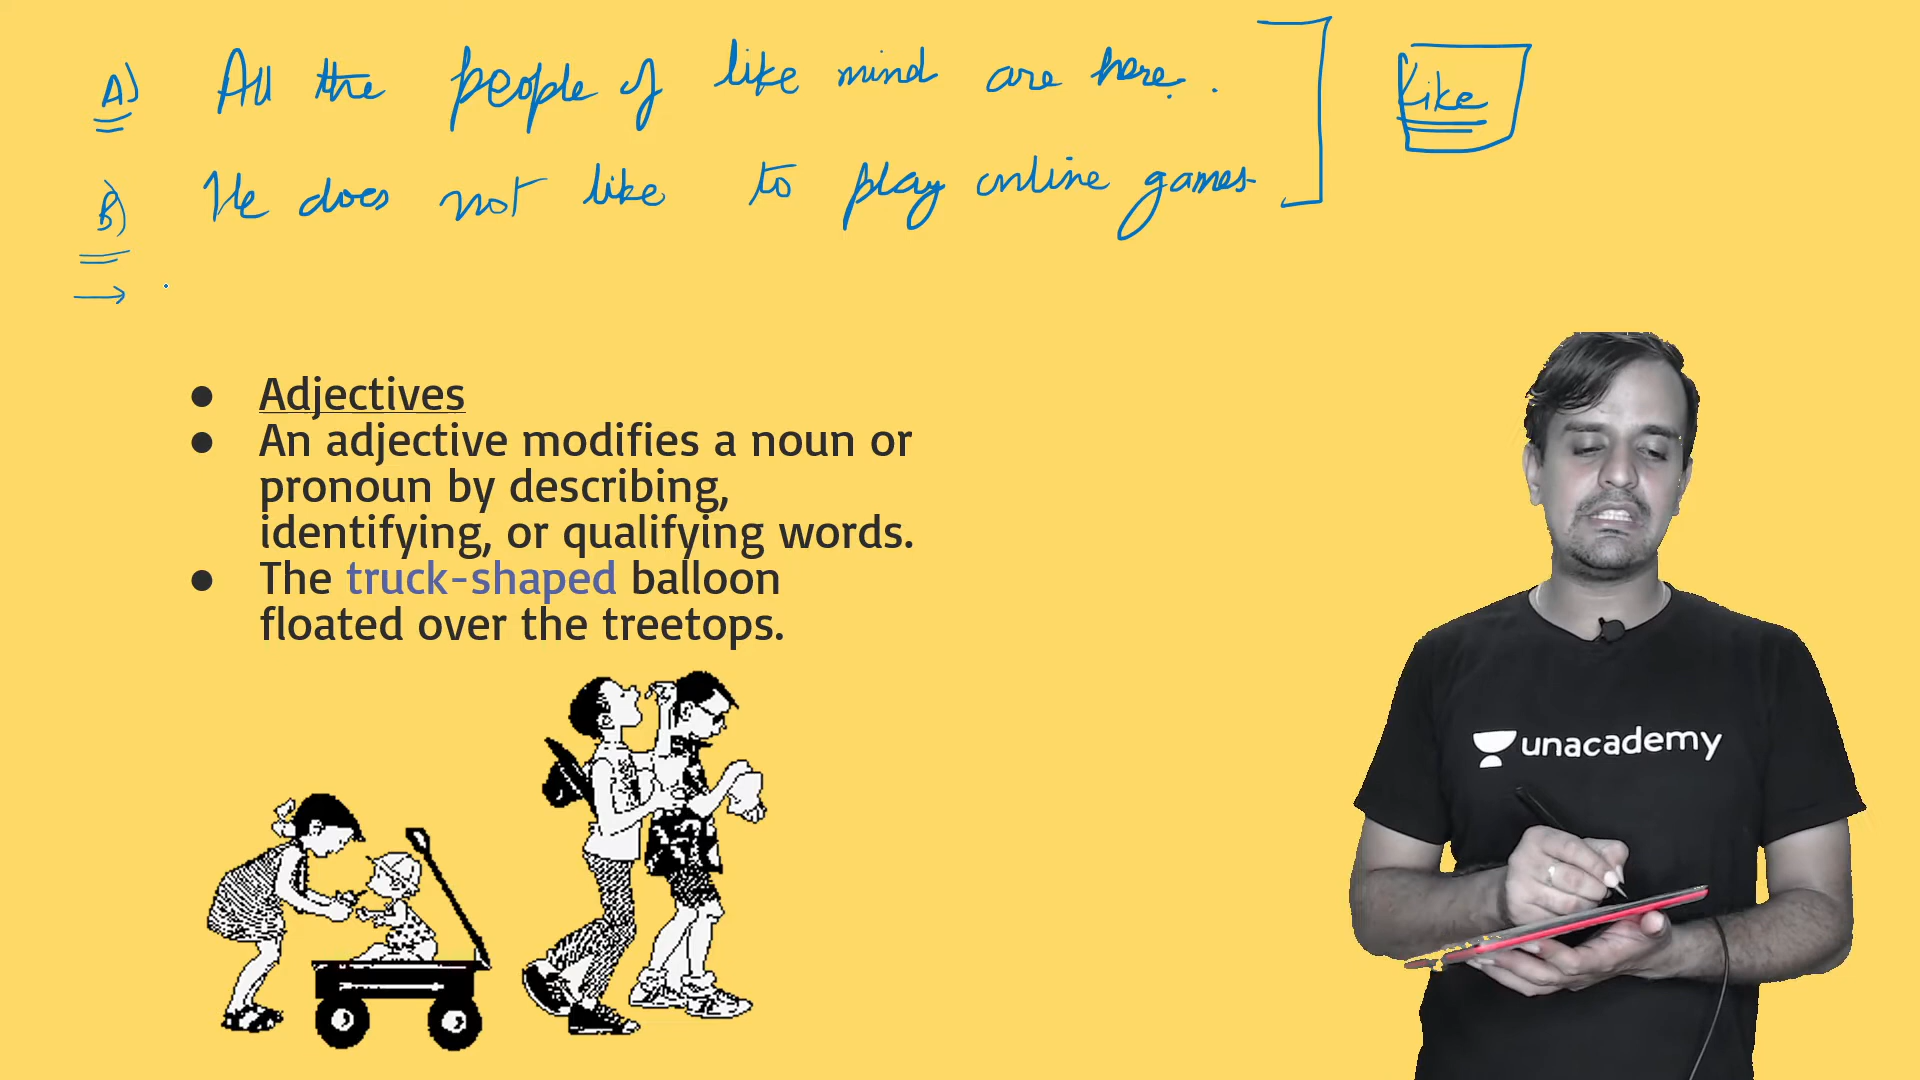 A) All the people of like mind are here.
Like
B) He does not like to play online games
→
● Adjectives
● An adjective modifies a noun or
pronoun by describing,
identifying, or qualifying words.
● The truck-shaped balloon
floated over the treetops.
unacademy